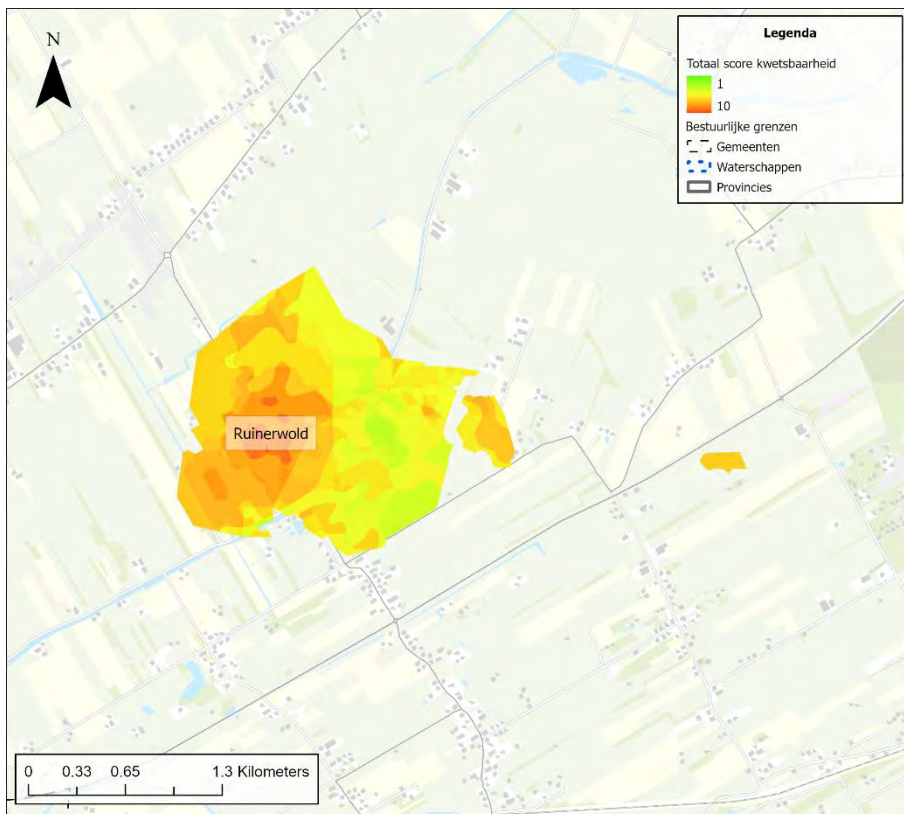 N
Legenda
Totaal score kwetsbaarheid
1
10
Bestuurlijke grenzen
Gemeenten
Waterschappen
Provincies
Ruinerwold
0 0.33 0.65 1.3 Kilometers